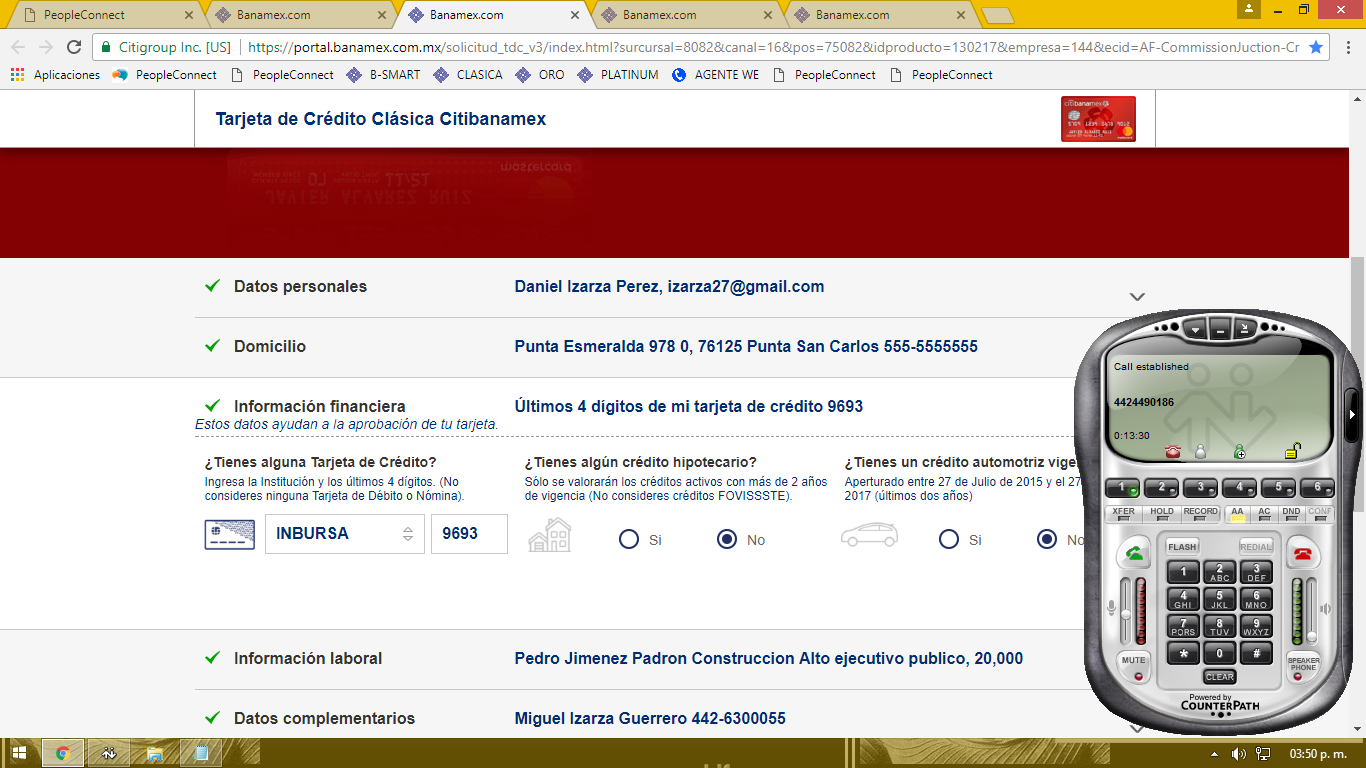 PeopleConnect
Banamex.com
Banamex.com
Banamex.com
Banamex.com
Citigroup Inc. [US]
https://portal.banamex.com.mx/solicitud_tdc_v3/index.html?surcursal=8082&canal=16&pos=75082&idproducto=130217&empresa=144&ecid=AF-CommissionJuction-Cr
Aplicaciones
PeopleConnect
PeopleConnect
B-SMART
CLASICA
ORO
PLATINUM
AGENTE WE
PeopleConnect
PeopleConnect
Tarjeta de Crédito Clásica Citibanamex
citibanamex
JAVIER ALVAREZ RUIZ
mastercard
JAVIER ALVAREZ RUIZ
Datos personales
Daniel Izarza Perez, izarza27@gmail.com
Domicilio
Punta Esmeralda 978 0, 76125 Punta San Carlos 555-5555555
Información financiera
Últimos 4 dígitos de mi tarjeta de crédito 9693
Estos datos ayudan a la aprobación de tu tarjeta.
¿Tienes alguna Tarjeta de Crédito?
Ingresa la Institución y los últimos 4 dígitos. (No
consideres ninguna Tarjeta de Débito o Nómina).
INBURSA
9693
¿Tienes algún crédito hipotecario?
Sólo se valorarán los créditos activos con más de 2 años
de vigencia (No consideres créditos FOVISSSTE).
Si
No
¿Tienes un crédito automotriz vige
Aperturado entre 27 de Julio de 2015 y el 27
2017 (últimos dos años)
Si
No
Información laboral
Pedro Jimenez Padron Construccion Alto ejecutivo publico, 20,000
Datos complementarios
Miguel Izarza Guerrero 442-6300055
Call established
4424490186
0:13:30
1
2
3
4
5
6
XFER
HOLD
RECORD
AA
AC
DND
CONF
FLASH
REDIAL
1
2 ABC
3 DEF
4 GHI
5 JKL
6 MNO
7 PQRS
8 TUV
9 WXYZ
*
0
#
MUTE
CLEAR
SPEAKER
PHONE
Powered by
COUNTERPATH
03:50 p. m.